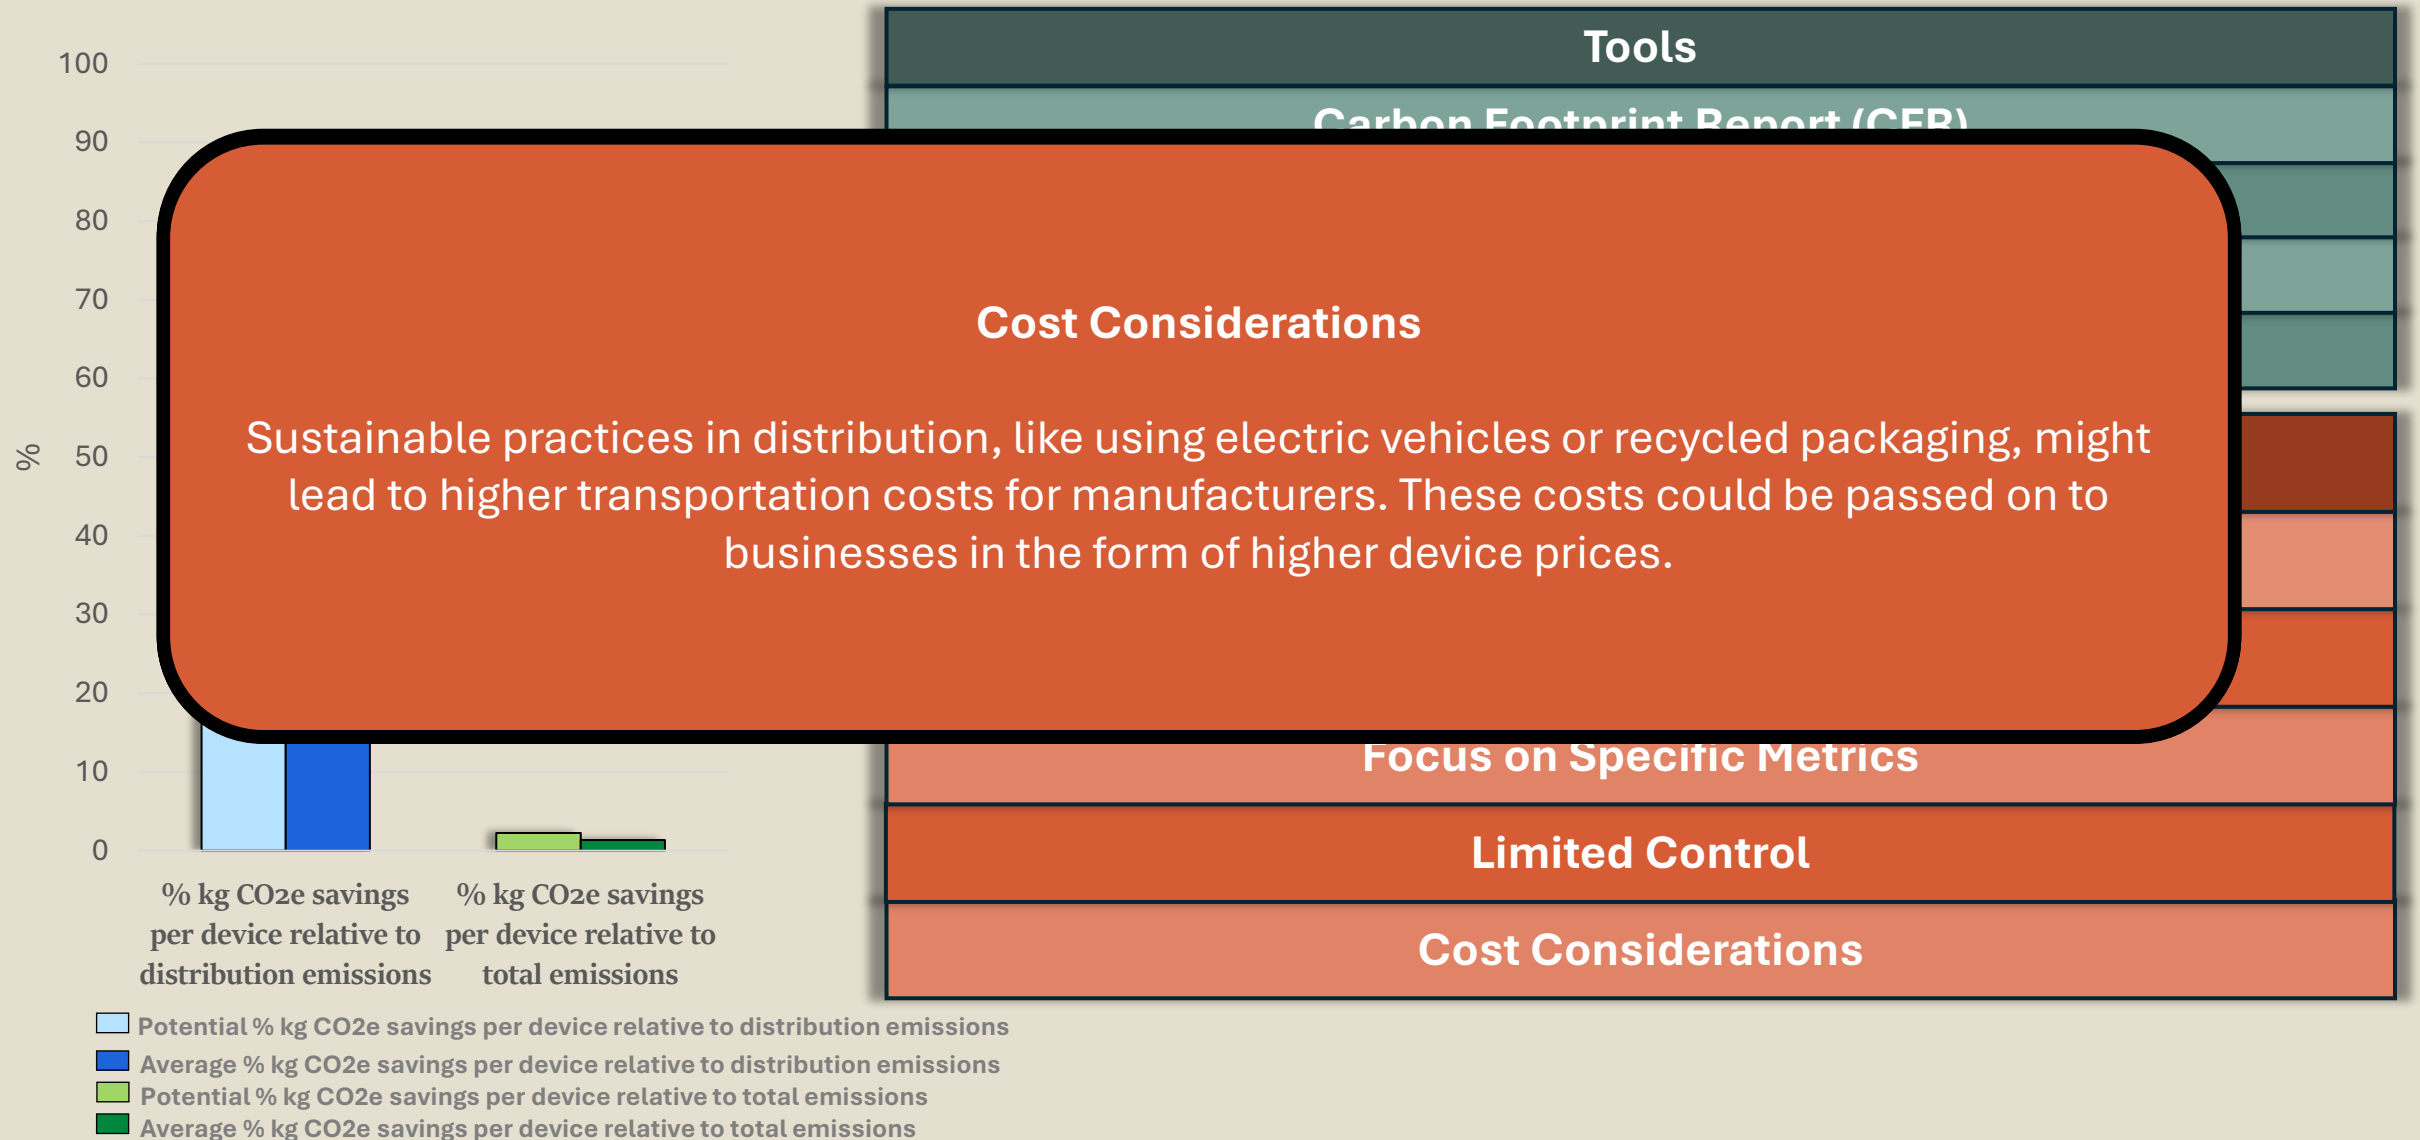 Tools
Carbon Footprint Report (CFR)
100
90
80
70
60
50
40
30
20
10
0
%
Cost Considerations
Sustainable practices in distribution, like using electric vehicles or recycled packaging, might
lead to higher transportation costs for manufacturers. These costs could be passed on to
businesses in the form of higher device prices.
Focus on Specific Metrics
Limited Control
Cost Considerations
% kg CO2e savings
per device relative to
distribution emissions
% kg CO2e savings
per device relative to
total emissions
Potential % kg CO2e savings per device relative to distribution emissions
Average % kg CO2e savings per device relative to distribution emissions
Potential % kg CO2e savings per device relative to total emissions
Average % kg CO2e savings per device relative to total emissions